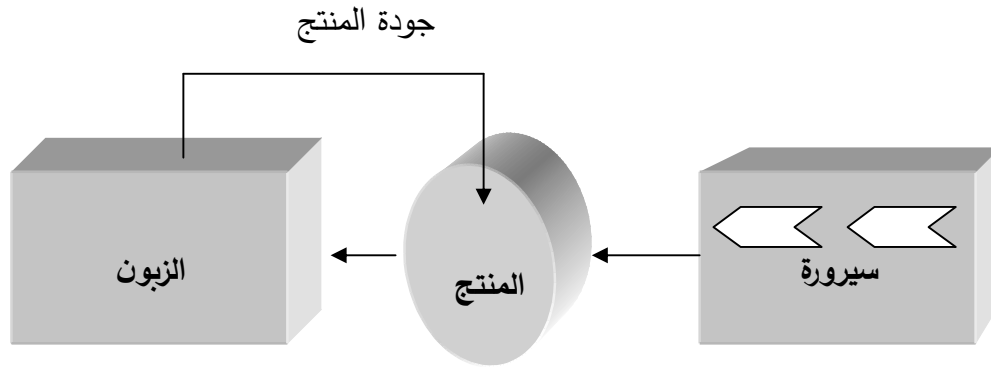 جودة المنتج
سيرورة
المنتج
الزبون